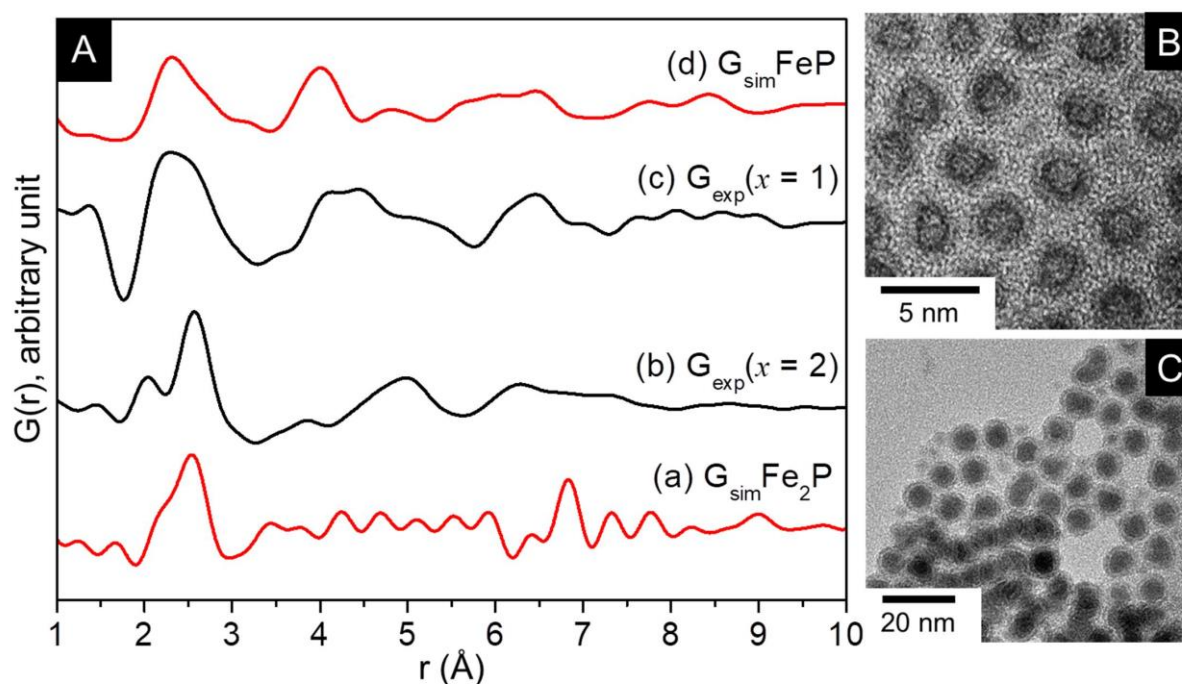 A
(d) G_sim FeP
(c) G_exp(x = 1)
(b) G_exp(x = 2)
(a) G_sim Fe₂P
G(r), arbitrary unit
1 2 3 4 5 6 7 8 9 10
r (Å)
B
5 nm
C
20 nm